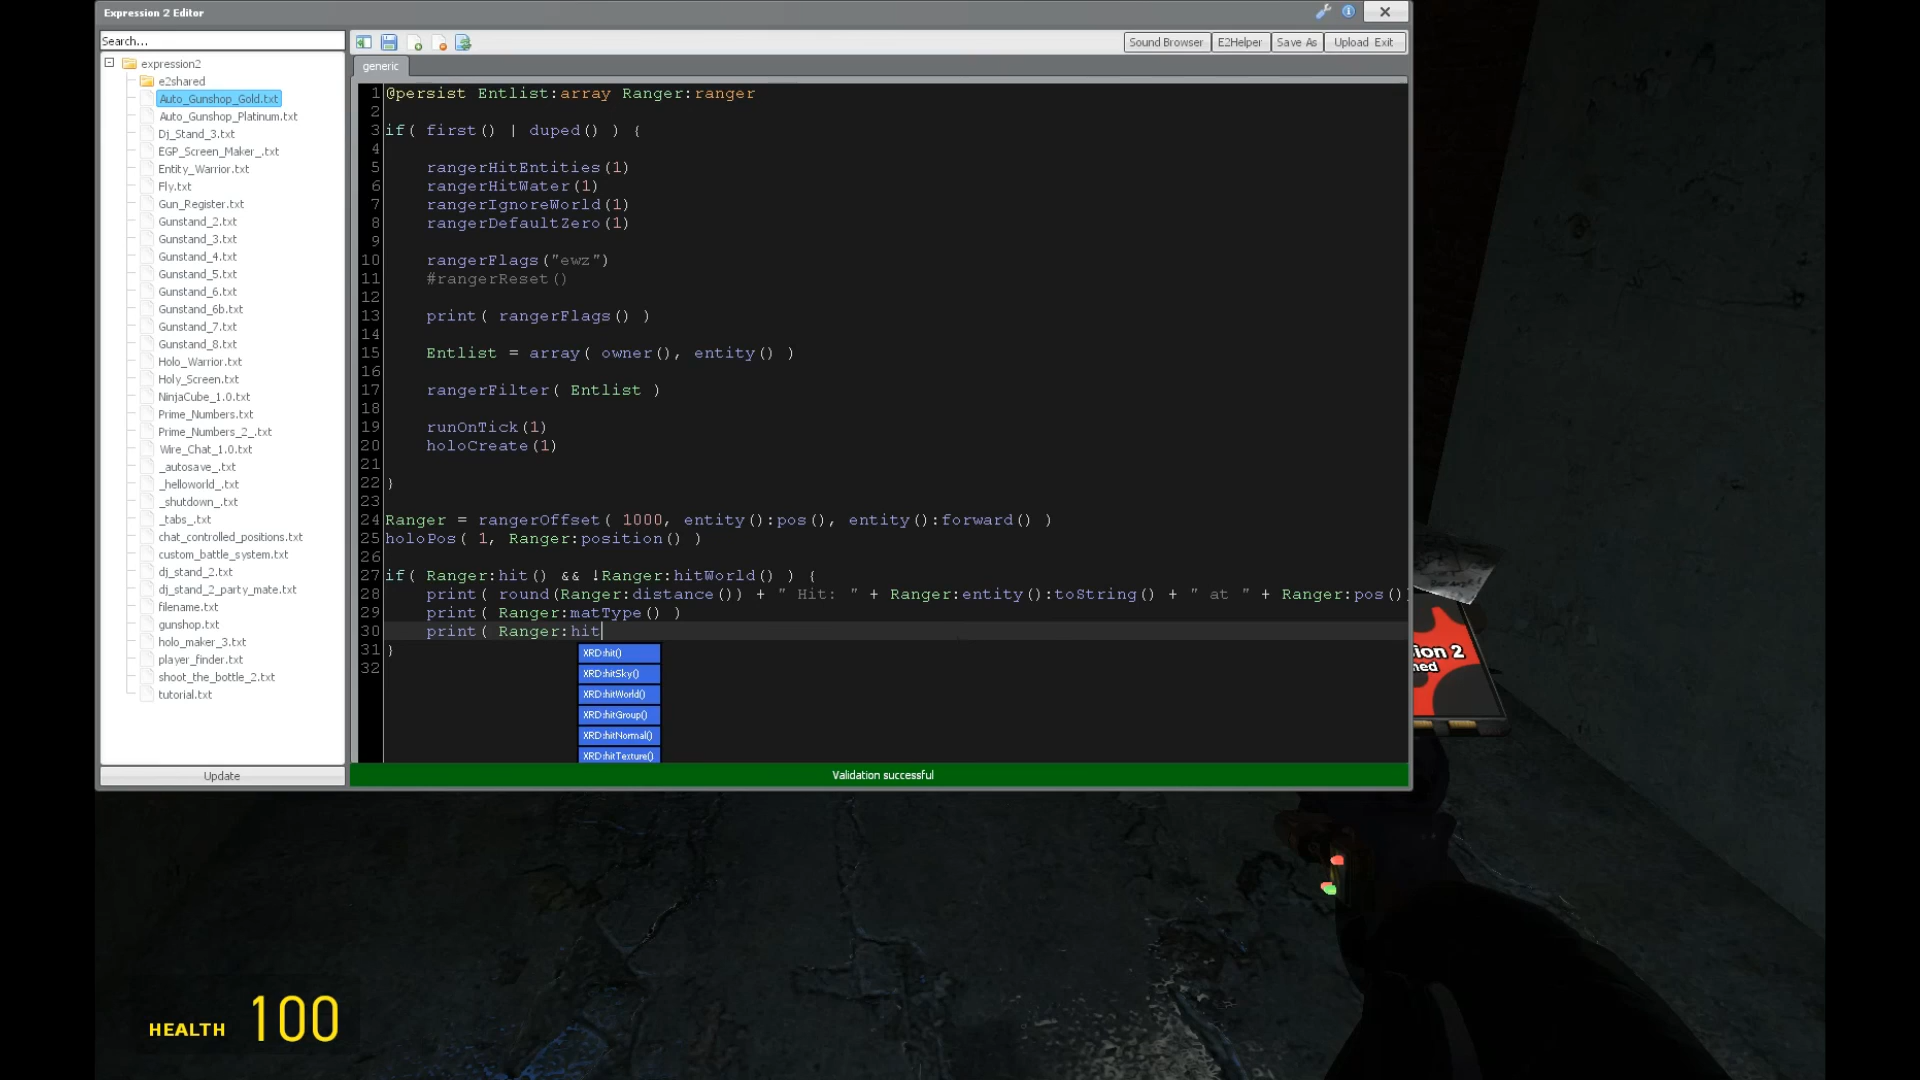 Expression 2 Editor
Search...
Sound Browser
E2Helper
Save As
Upload Exit
generic
expression2
e2shared
Auto_Gunshop_Gold.txt
Auto_Gunshop_Platinum.txt
Dj_Stand_3.txt
EGP_Screen_Maker_.txt
Entity_Warrior.txt
Fly.txt
Gun_Register.txt
Gunstand_2.txt
Gunstand_3.txt
Gunstand_4.txt
Gunstand_5.txt
Gunstand_6.txt
Gunstand_6b.txt
Gunstand_7.txt
Gunstand_8.txt
Holo_Warrior.txt
Holy_Screen.txt
NinjaCube_1.0.txt
Prime_Numbers.txt
Prime_Numbers_2_.txt
Wire_Chat_1.0.txt
_autosave_.txt
_helloworld_.txt
_shutdown_.txt
_tabs_.txt
chat_controlled_positions.txt
custom_battle_system.txt
dj_stand_2.txt
dj_stand_2_party_mate.txt
filename.txt
gunshop.txt
holo_maker_3.txt
player_finder.txt
shoot_the_bottle_2.txt
tutorial.txt
Update
1 @persist Entlist:array Ranger:ranger
2
3 if( first() | duped() ) {
4
5 rangerHitEntities(1)
6 rangerHitWater(1)
7 rangerIgnoreWorld(1)
8 rangerDefaultZero(1)
9
10 rangerFlags("ewz")
11 #rangerReset()
12
13 print( rangerFlags() )
14
15 Entlist = array( owner(), entity() )
16
17 rangerFilter( Entlist )
18
19 runOnTick(1)
20 holoCreate(1)
21
22 }
23
24 Ranger = rangerOffset( 1000, entity():pos(), entity():forward() )
25 holoPos( 1, Ranger:position() )
26
27 if( Ranger:hit() && !Ranger:hitWorld() ) {
28 print( round(Ranger:distance()) + " Hit: " + Ranger:entity():toString() + " at " + Ranger:pos()
29 print( Ranger:matType() )
30 print( Ranger:hit
31 }
32
XRD:hit()
XRD:hitSky()
XRD:hitWorld()
XRD:hitGroup()
XRD:hitNormal()
XRD:hitTexture()
Validation successful
ion 2
ned
HEALTH 100